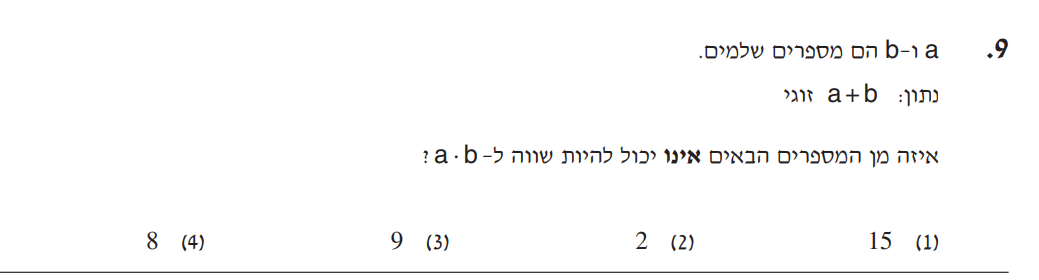 9. a ו-b הם מספרים שלמים.
נתון: a+b זוגי
איזה מן המספרים הבאים אינו יכול להיות שווה ל-a·b?
(1) 15 (2) 2 (3) 9 (4) 8